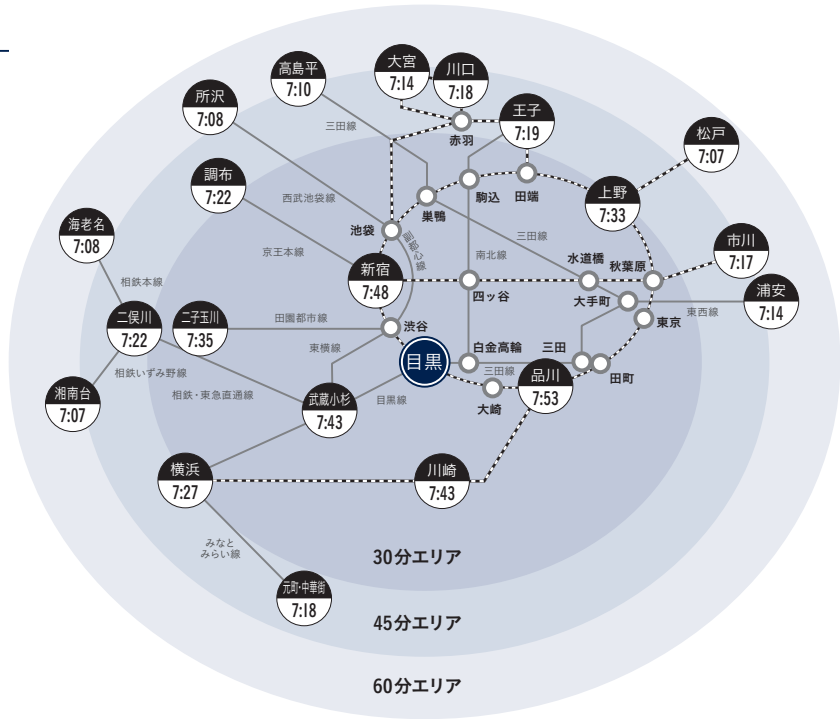 大宮
7:14
川口
7:18
高島平
7:10
所沢
7:08
王子
7:19
三田線
赤羽
松戸
7:07
調布
7:22
西武池袋線
巣鴨
駒込
田端
上野
7:33
海老名
7:08
池袋
副都心線
三田線
京王本線
南北線
水道橋
秋葉原
市川
7:17
新宿
7:48
相鉄本線
四ッ谷
大手町
浦安
7:14
東西線
二俣川
7:22
二子玉川
7:35
田園都市線
渋谷
東京
東横線
目黒
白金高輪
三田
三田線
田町
相鉄いずみ野線
相鉄・東急直通線
湘南台
7:07
武蔵小杉
7:43
目黒線
大崎
品川
7:53
横浜
7:27
川崎
7:43
みなと
みらい線
30分エリア
元町・中華街
7:18
45分エリア
60分エリア